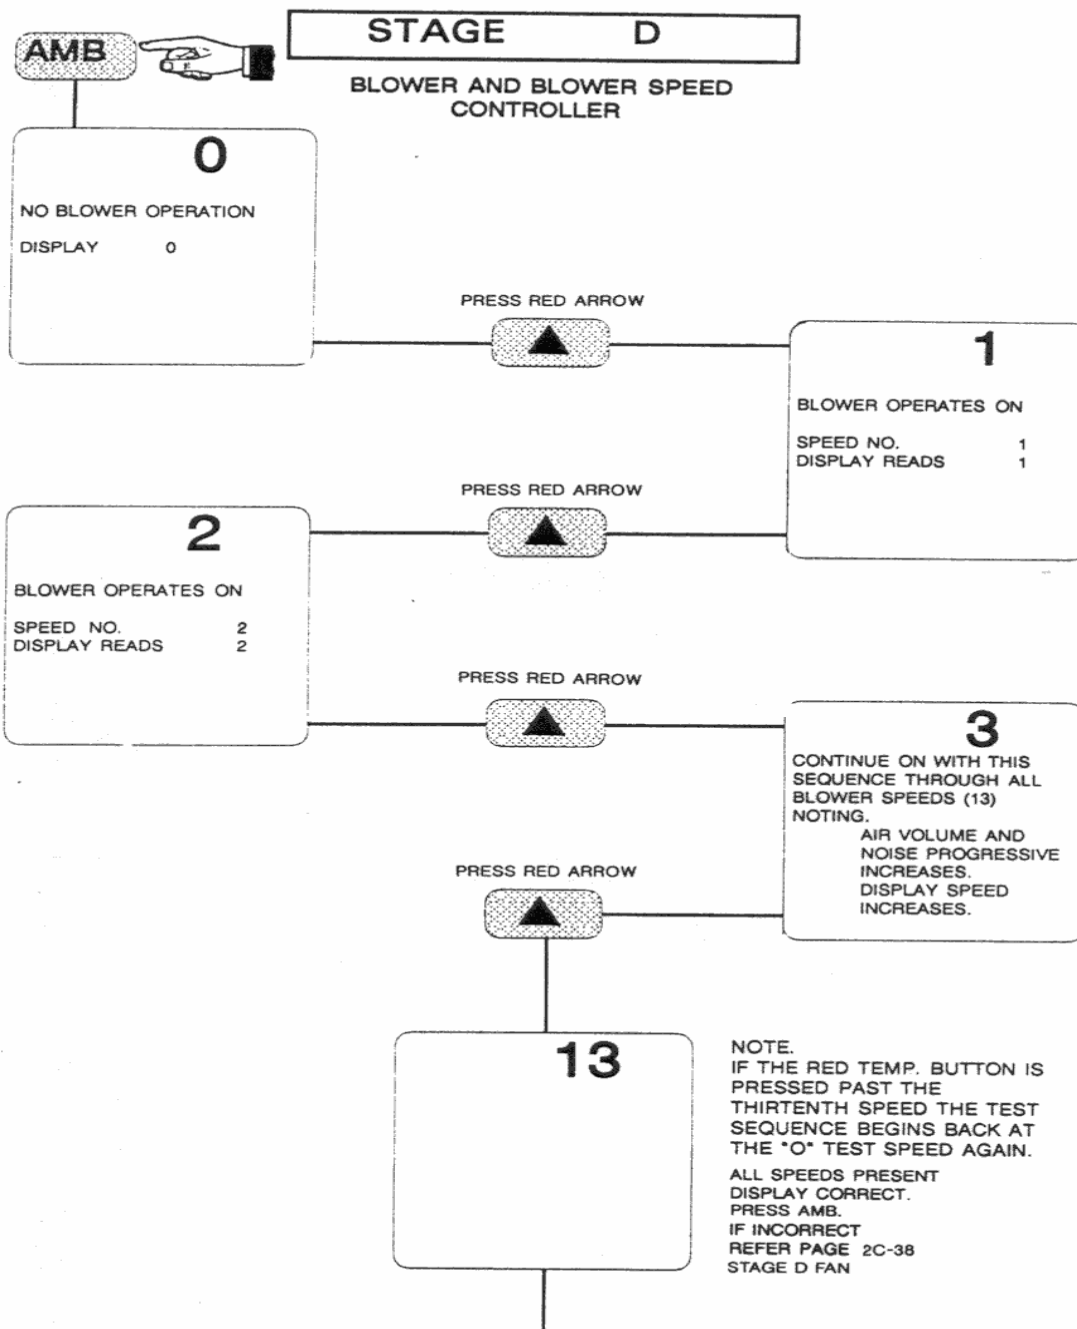 AMB
STAGE D
BLOWER AND BLOWER SPEED
CONTROLLER
0
NO BLOWER OPERATION
DISPLAY 0
PRESS RED ARROW
1
BLOWER OPERATES ON
SPEED NO. 1
DISPLAY READS 1
PRESS RED ARROW
2
BLOWER OPERATES ON
SPEED NO. 2
DISPLAY READS 2
PRESS RED ARROW
3
CONTINUE ON WITH THIS
SEQUENCE THROUGH ALL
BLOWER SPEEDS (13)
NOTING.
AIR VOLUME AND
NOISE PROGRESSIVE
INCREASES.
DISPLAY SPEED
INCREASES.
PRESS RED ARROW
13
NOTE.
IF THE RED TEMP. BUTTON IS
PRESSED PAST THE
THIRTENTH SPEED THE TEST
SEQUENCE BEGINS BACK AT
THE "O" TEST SPEED AGAIN.
ALL SPEEDS PRESENT
DISPLAY CORRECT.
PRESS AMB.
IF INCORRECT
REFER PAGE 2C-38
STAGE D FAN